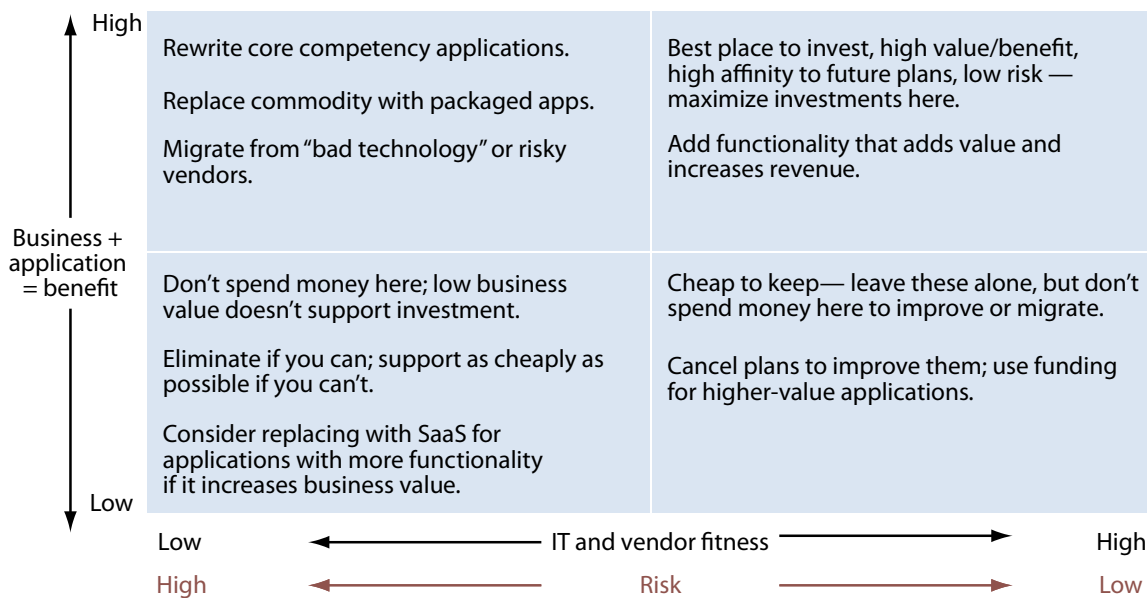 High
Rewrite core competency applications.
Replace commodity with packaged apps.
Migrate from “bad technology” or risky
vendors.
Best place to invest, high value/benefit,
high affinity to future plans, low risk —
maximize investments here.
Add functionality that adds value and
increases revenue.
Business +
application
= benefit
Don’t spend money here; low business
value doesn’t support investment.
Eliminate if you can; support as cheaply as
possible if you can’t.
Consider replacing with SaaS for
applications with more functionality
if it increases business value.
Cheap to keep— leave these alone, but don’t
spend money here to improve or migrate.
Cancel plans to improve them; use funding
for higher-value applications.
Low
Low
IT and vendor fitness
High
High
Risk
Low